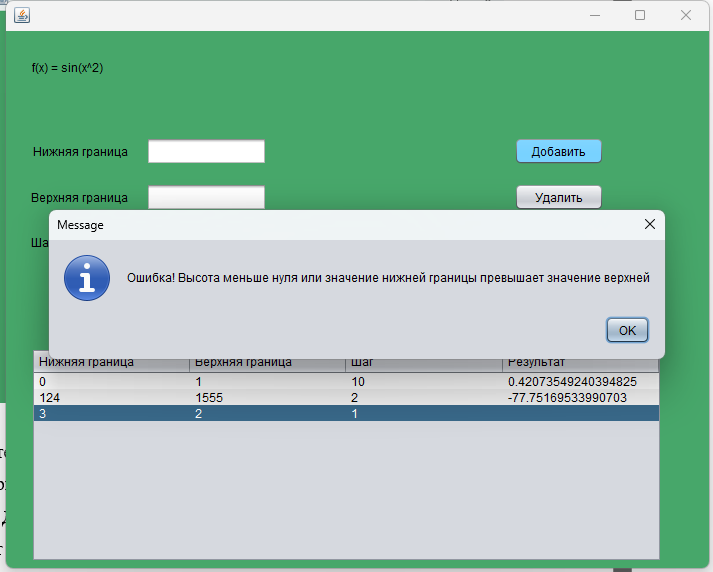 f(x) = sin(x^2)
Нижняя граница
Добавить
Верхняя граница
Удалить
Message
Ошибка! Высота меньше нуля или значение нижней границы превышает значение верхней
OK
Нижняя граница Верхняя граница Шаг Результат
0 1 10 0.42073549240394825
124 1555 2 -77.75169533990703
3 2 1